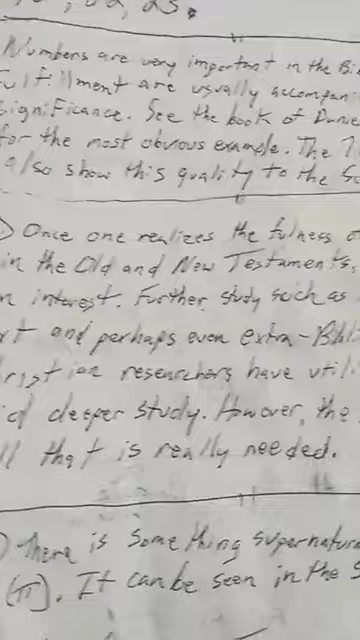 Numbers are very important in the Bi
Fulfillment are usually accompani
Significance. See the book of Danie
for the most obvious example. The
also show this quality to the
Once one realizes the fulness o
in the Old and New Testaments,
interest. Further study such as
and perhaps even extra-Bibli
researchers have util
deeper study. However, the
that is really needed.
There is something supernatura
(π). It can be seen in the S